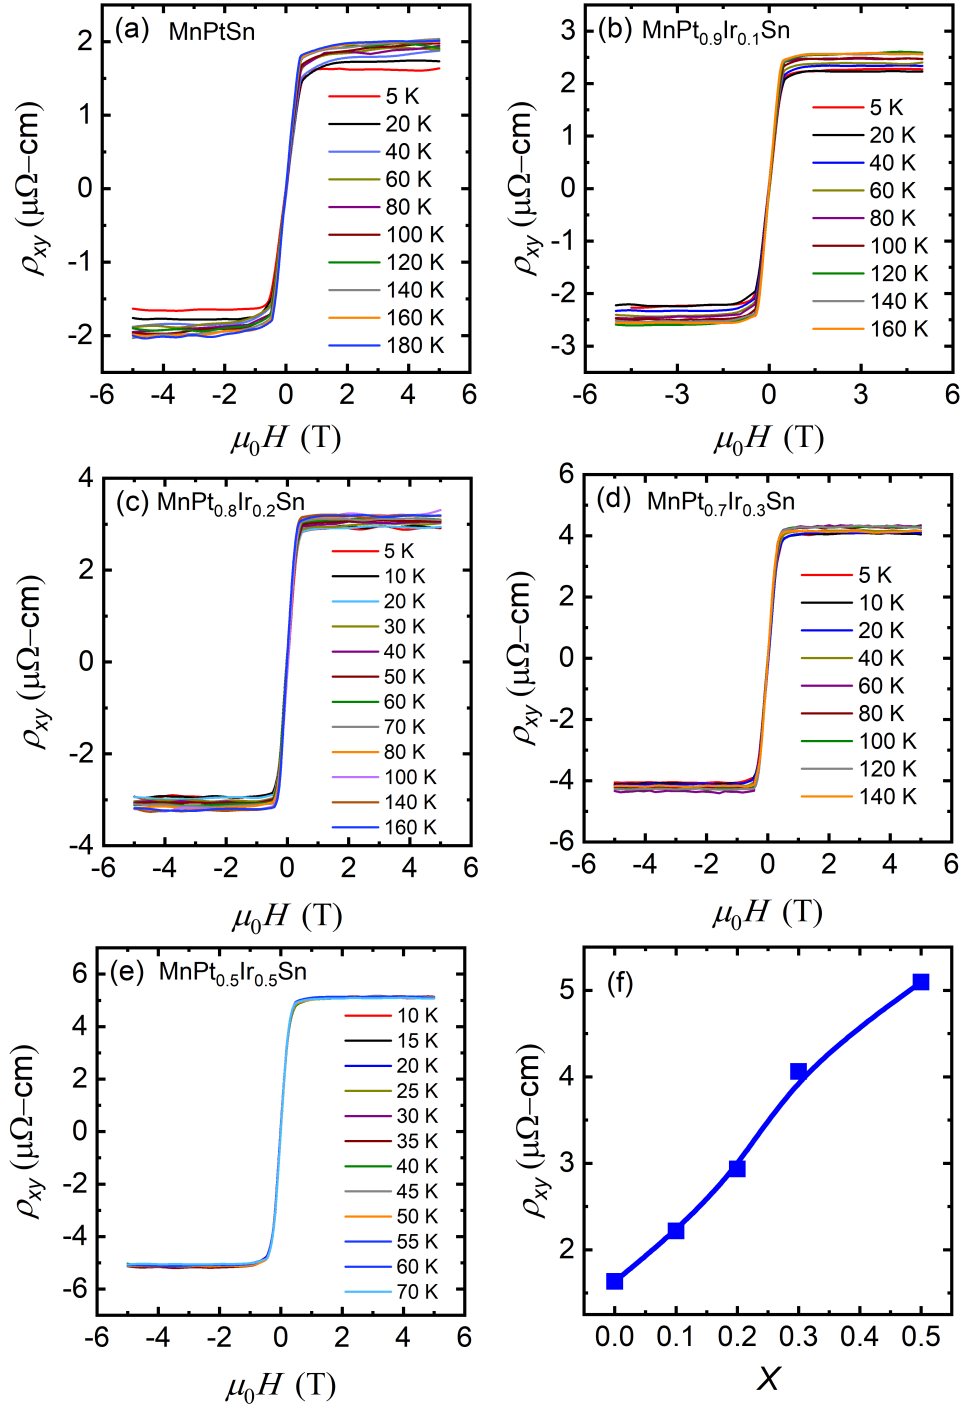 (a) MnPtSn
2
1
0
-1
-2
ρxy (μΩ−cm)
5 K
20 K
40 K
60 K
80 K
100 K
120 K
140 K
160 K
180 K
-6 -4 -2 0 2 4 6
μ0H (T)
(b) MnPt0.9Ir0.1Sn
3
2
0
-2
-3
ρxy (μΩ−cm)
5 K
20 K
40 K
60 K
80 K
100 K
120 K
140 K
160 K
-6 -3 0 3 6
μ0H (T)
(c) MnPt0.8Ir0.2Sn
4
2
0
-2
-4
ρxy (μΩ−cm)
5 K
10 K
20 K
30 K
40 K
50 K
60 K
70 K
80 K
100 K
140 K
160 K
-6 -4 -2 0 2 4 6
μ0H (T)
(d) MnPt0.7Ir0.3Sn
6
4
2
0
-2
-4
-6
ρxy (μΩ−cm)
5 K
10 K
20 K
40 K
60 K
80 K
100 K
120 K
140 K
-6 -4 -2 0 2 4 6
μ0H (T)
(e) MnPt0.5Ir0.5Sn
6
4
2
0
-2
-4
-6
ρxy (μΩ−cm)
10 K
15 K
20 K
25 K
30 K
35 K
40 K
45 K
50 K
55 K
60 K
70 K
-6 -4 -2 0 2 4 6
μ0H (T)
(f)
5
4
3
2
ρxy (μΩ−cm)
0.0 0.1 0.2 0.3 0.4 0.5
X